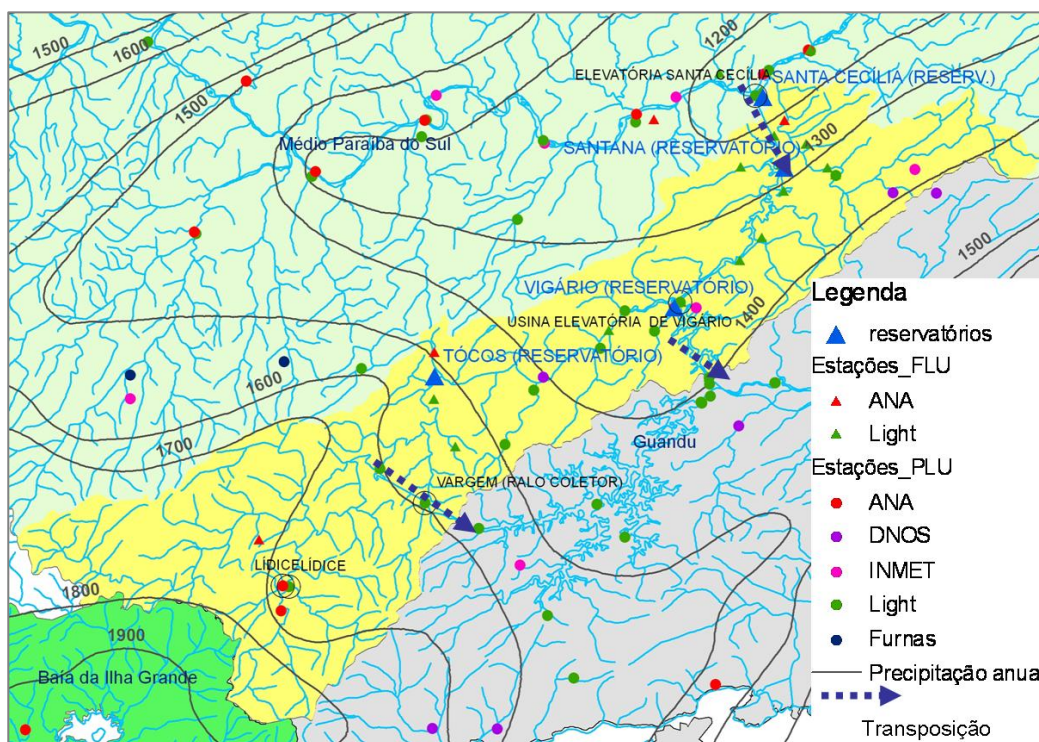 1500
1600
1200
ELEVATÓRIA SANTA CECÍLIA
SANTA CECÍLIA (RESERV.)
1500
Médio Paraíba do Sul
SANTANA (RESERVATÓRIO)
1300
1500
VIGÁRIO (RESERVATÓRIO)
USINA ELEVATÓRIA DE VIGÁRIO
1400
TÓCOS (RESERVATÓRIO)
1600
1700
Guandu
VARGEM (RALO COLETOR)
LÍDICE
LÍDICE
1800
1900
Baía da Ilha Grande
Legenda
reservatórios
Estações_FLU
ANA
Light
Estações_PLU
ANA
DNOS
INMET
Light
Furnas
Precipitação anua
Transposição